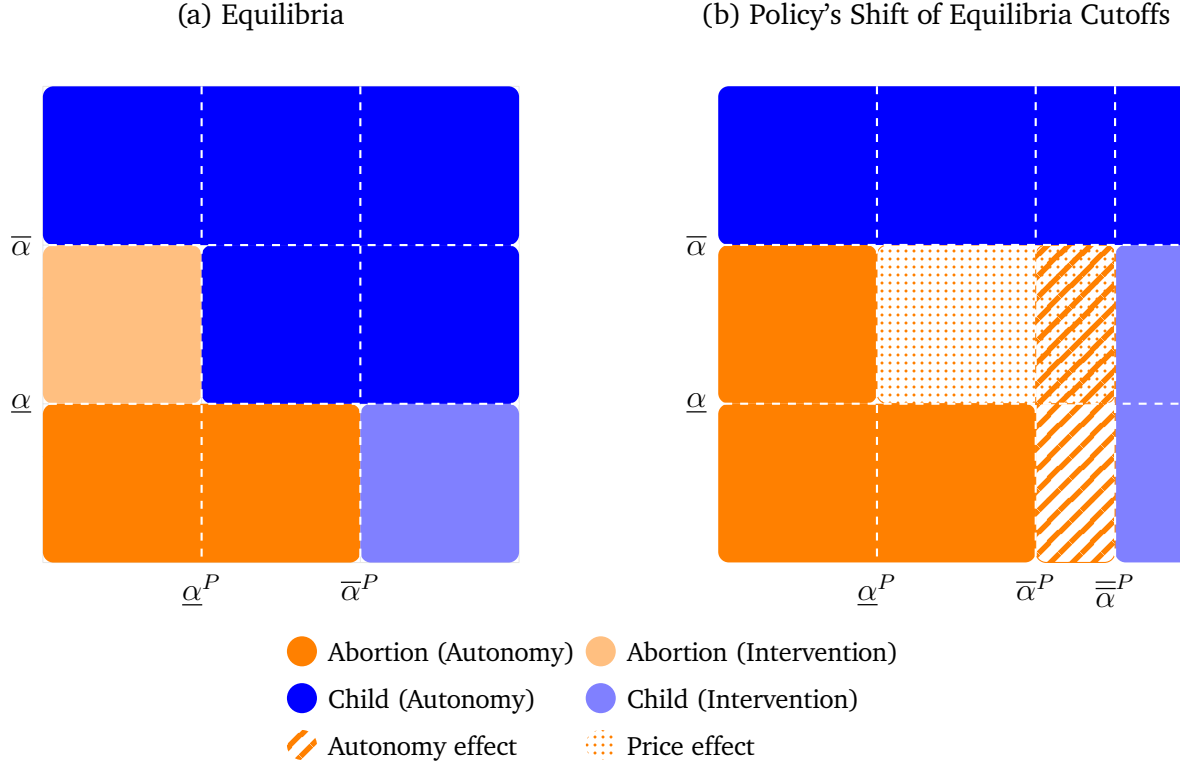 (a) Equilibria
(b) Policy’s Shift of Equilibria Cutoffs
α̅
α̲
α̲^P
α̅^P
α̅
α̲
α̲^P
α̅^P
α̿^P
Abortion (Autonomy)
Abortion (Intervention)
Child (Autonomy)
Child (Intervention)
Autonomy effect
Price effect